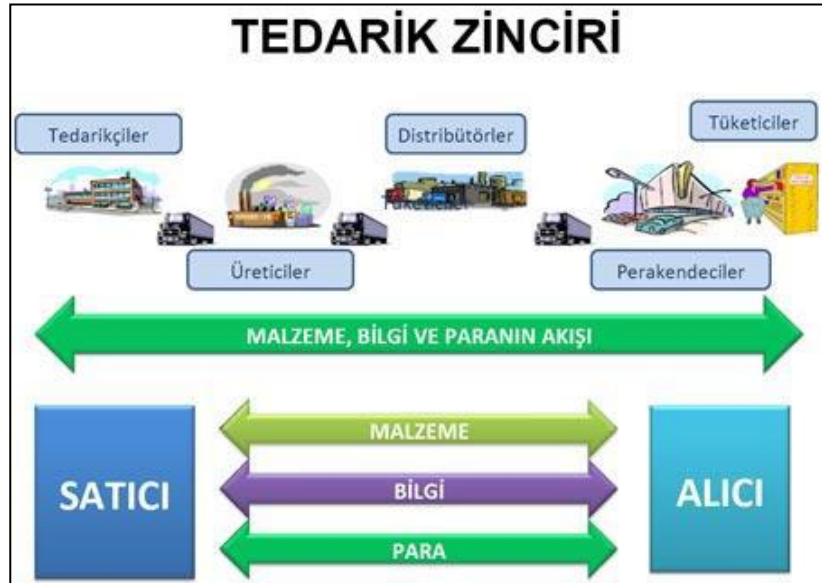 TEDARİK ZİNCİRİ
Tedarikçiler
Distribütörler
Tüketiciler
Tüketiciler
Üreticiler
Perakendeciler
MALZEME, BİLGİ VE PARANIN AKIŞI
SATICI
MALZEME
BİLGİ
PARA
ALICI